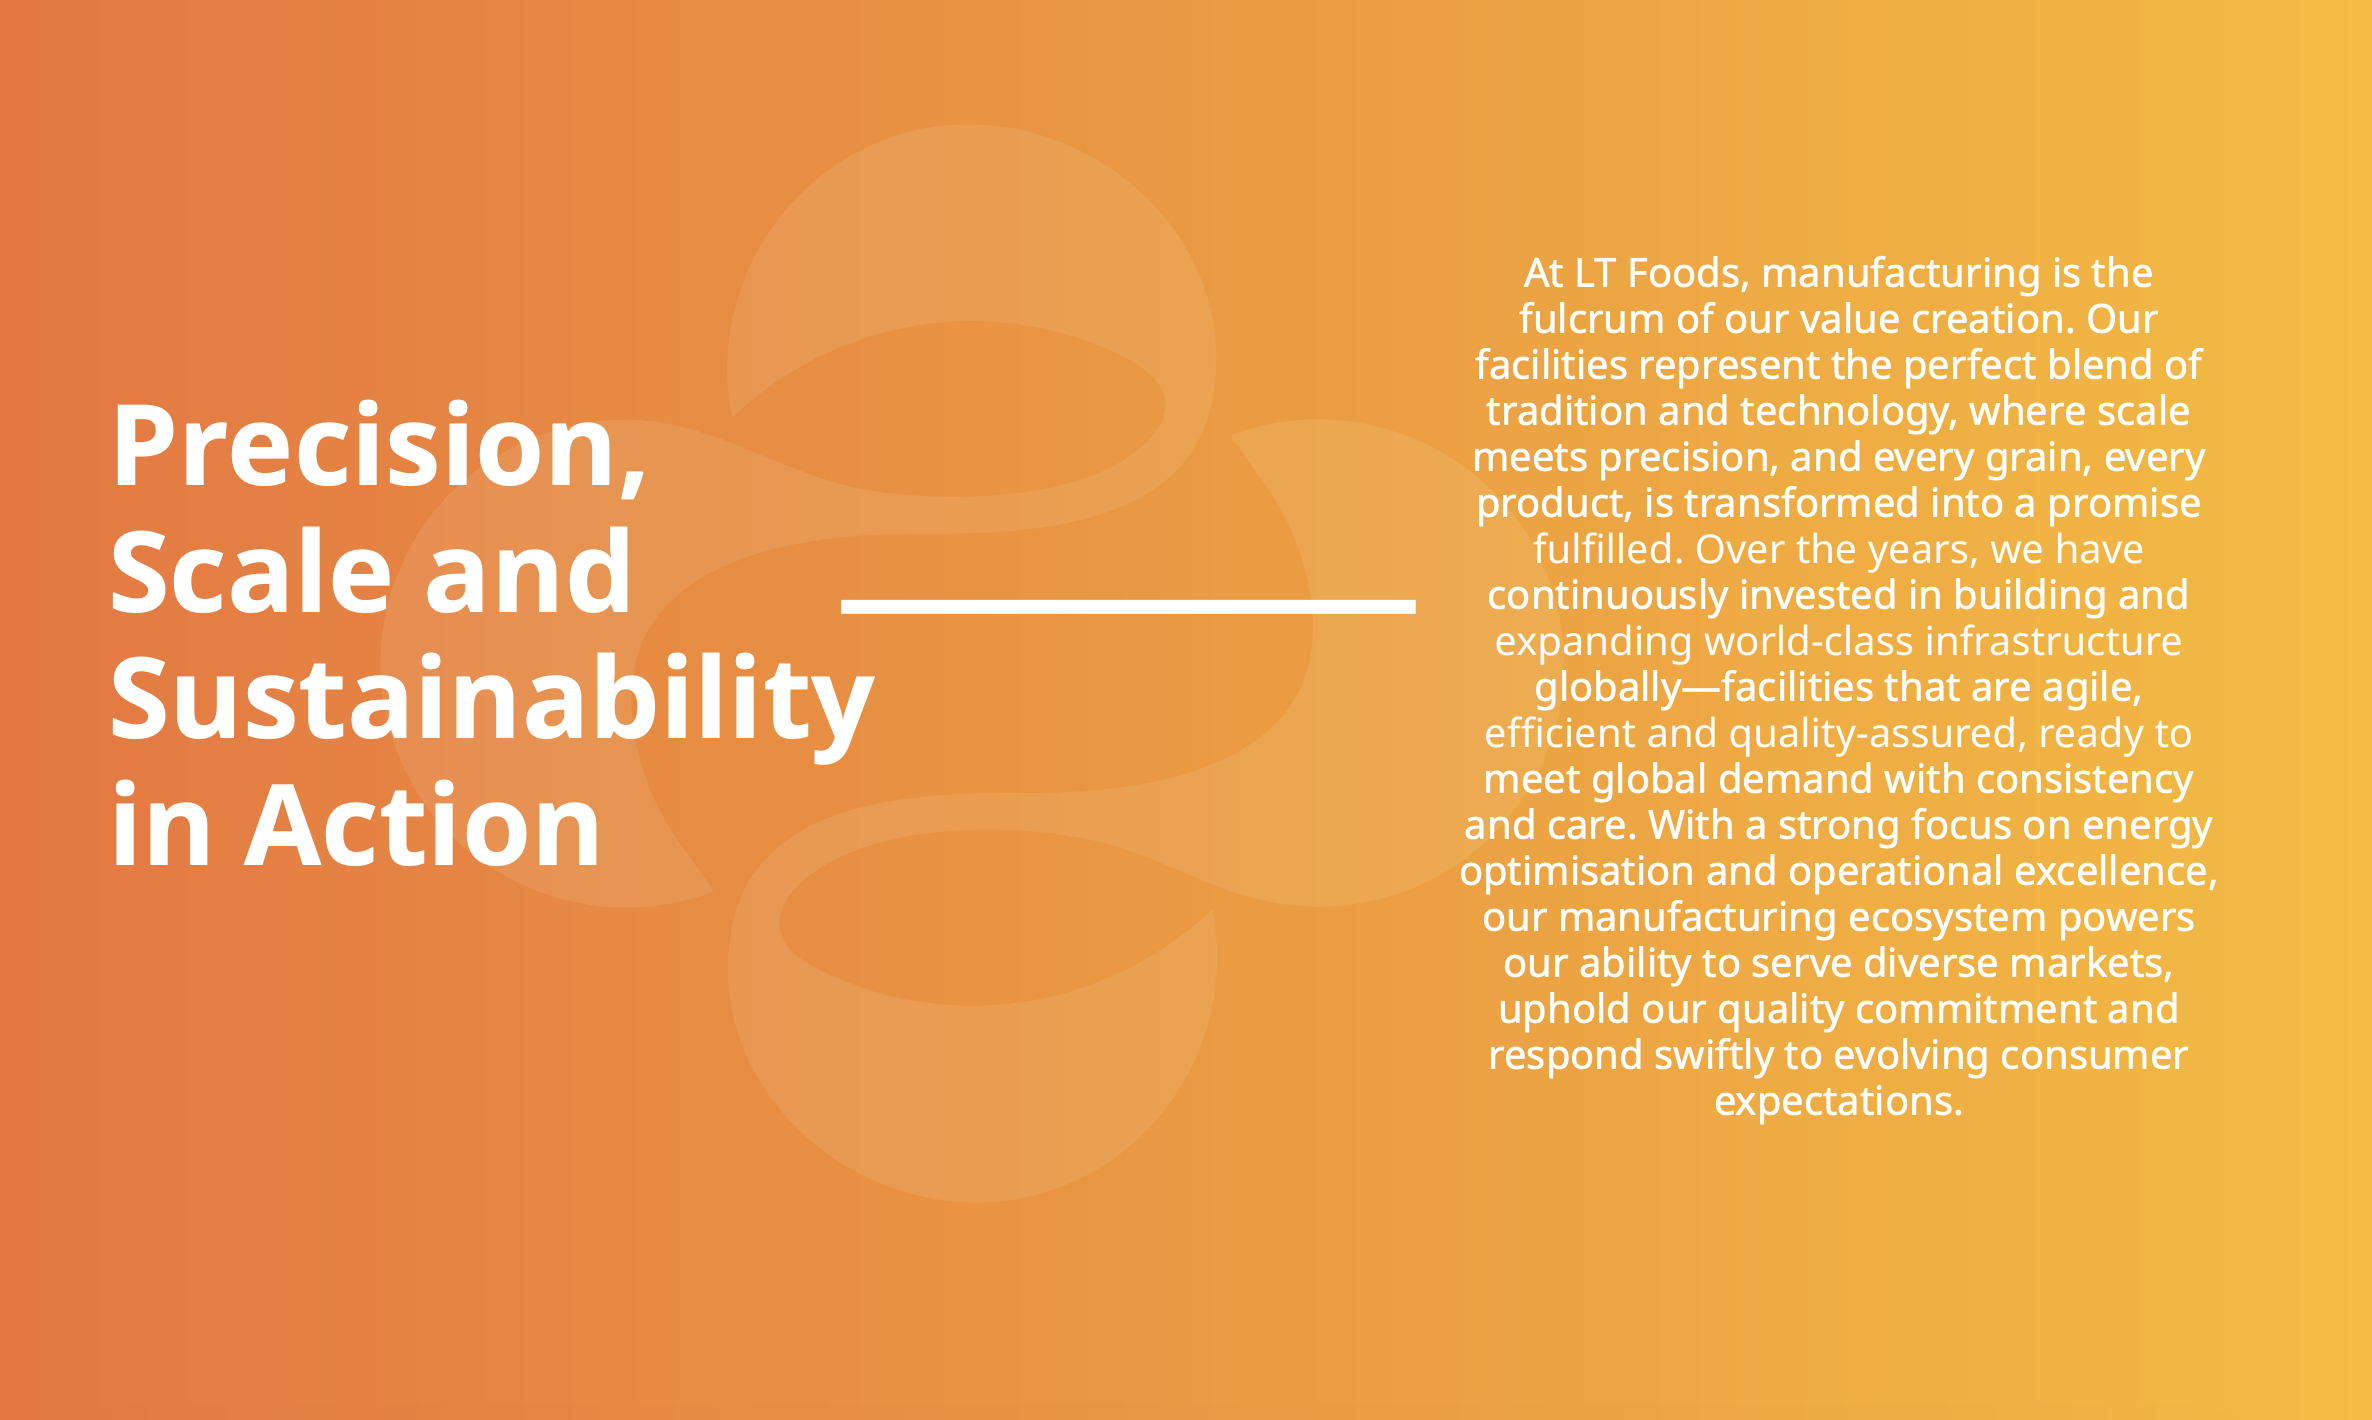 Precision,
Scale and
Sustainability
in Action
At LT Foods, manufacturing is the
fulcrum of our value creation. Our
facilities represent the perfect blend of
tradition and technology, where scale
meets precision, and every grain, every
product, is transformed into a promise
fulfilled. Over the years, we have
continuously invested in building and
expanding world-class infrastructure
globally—facilities that are agile,
efficient and quality-assured, ready to
meet global demand with consistency
and care. With a strong focus on energy
optimisation and operational excellence,
our manufacturing ecosystem powers
our ability to serve diverse markets,
uphold our quality commitment and
respond swiftly to evolving consumer
expectations.